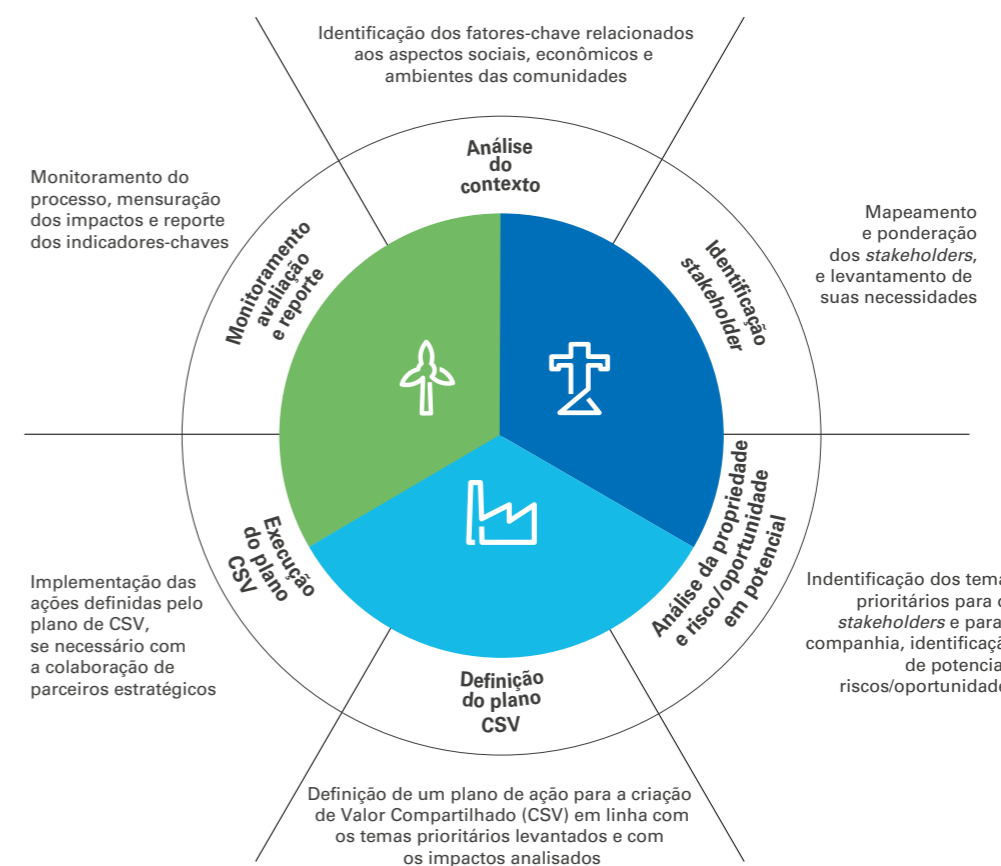 Identificação dos fatores-chave relacionados
aos aspectos sociais, econômicos e
ambientes das comunidades
Análise
do
contexto
Mapeamento
e ponderação
dos stakeholders,
e levantamento de
suas necessidades
Identificação
stakeholder
Indentificação dos tema
prioritários para o
stakeholders e para
companhia, identificaçã
de potencia
riscos/oportunidade
Análise da propriedade
e risco/oportunidade
em potencial
Definição
do plano
CSV
Definição de um plano de ação para a criação
de Valor Compartilhado (CSV) em linha com
os temas prioritários levantados e com
os impactos analisados
Execução
do plano
CSV
Implementação das
ações definidas pelo
plano de CSV,
se necessário com
a colaboração de
parceiros estratégicos
Monitoramento
avaliação
e reporte
Monitoramento do
processo, mensuração
dos impactos e reporte
dos indicadores-chaves